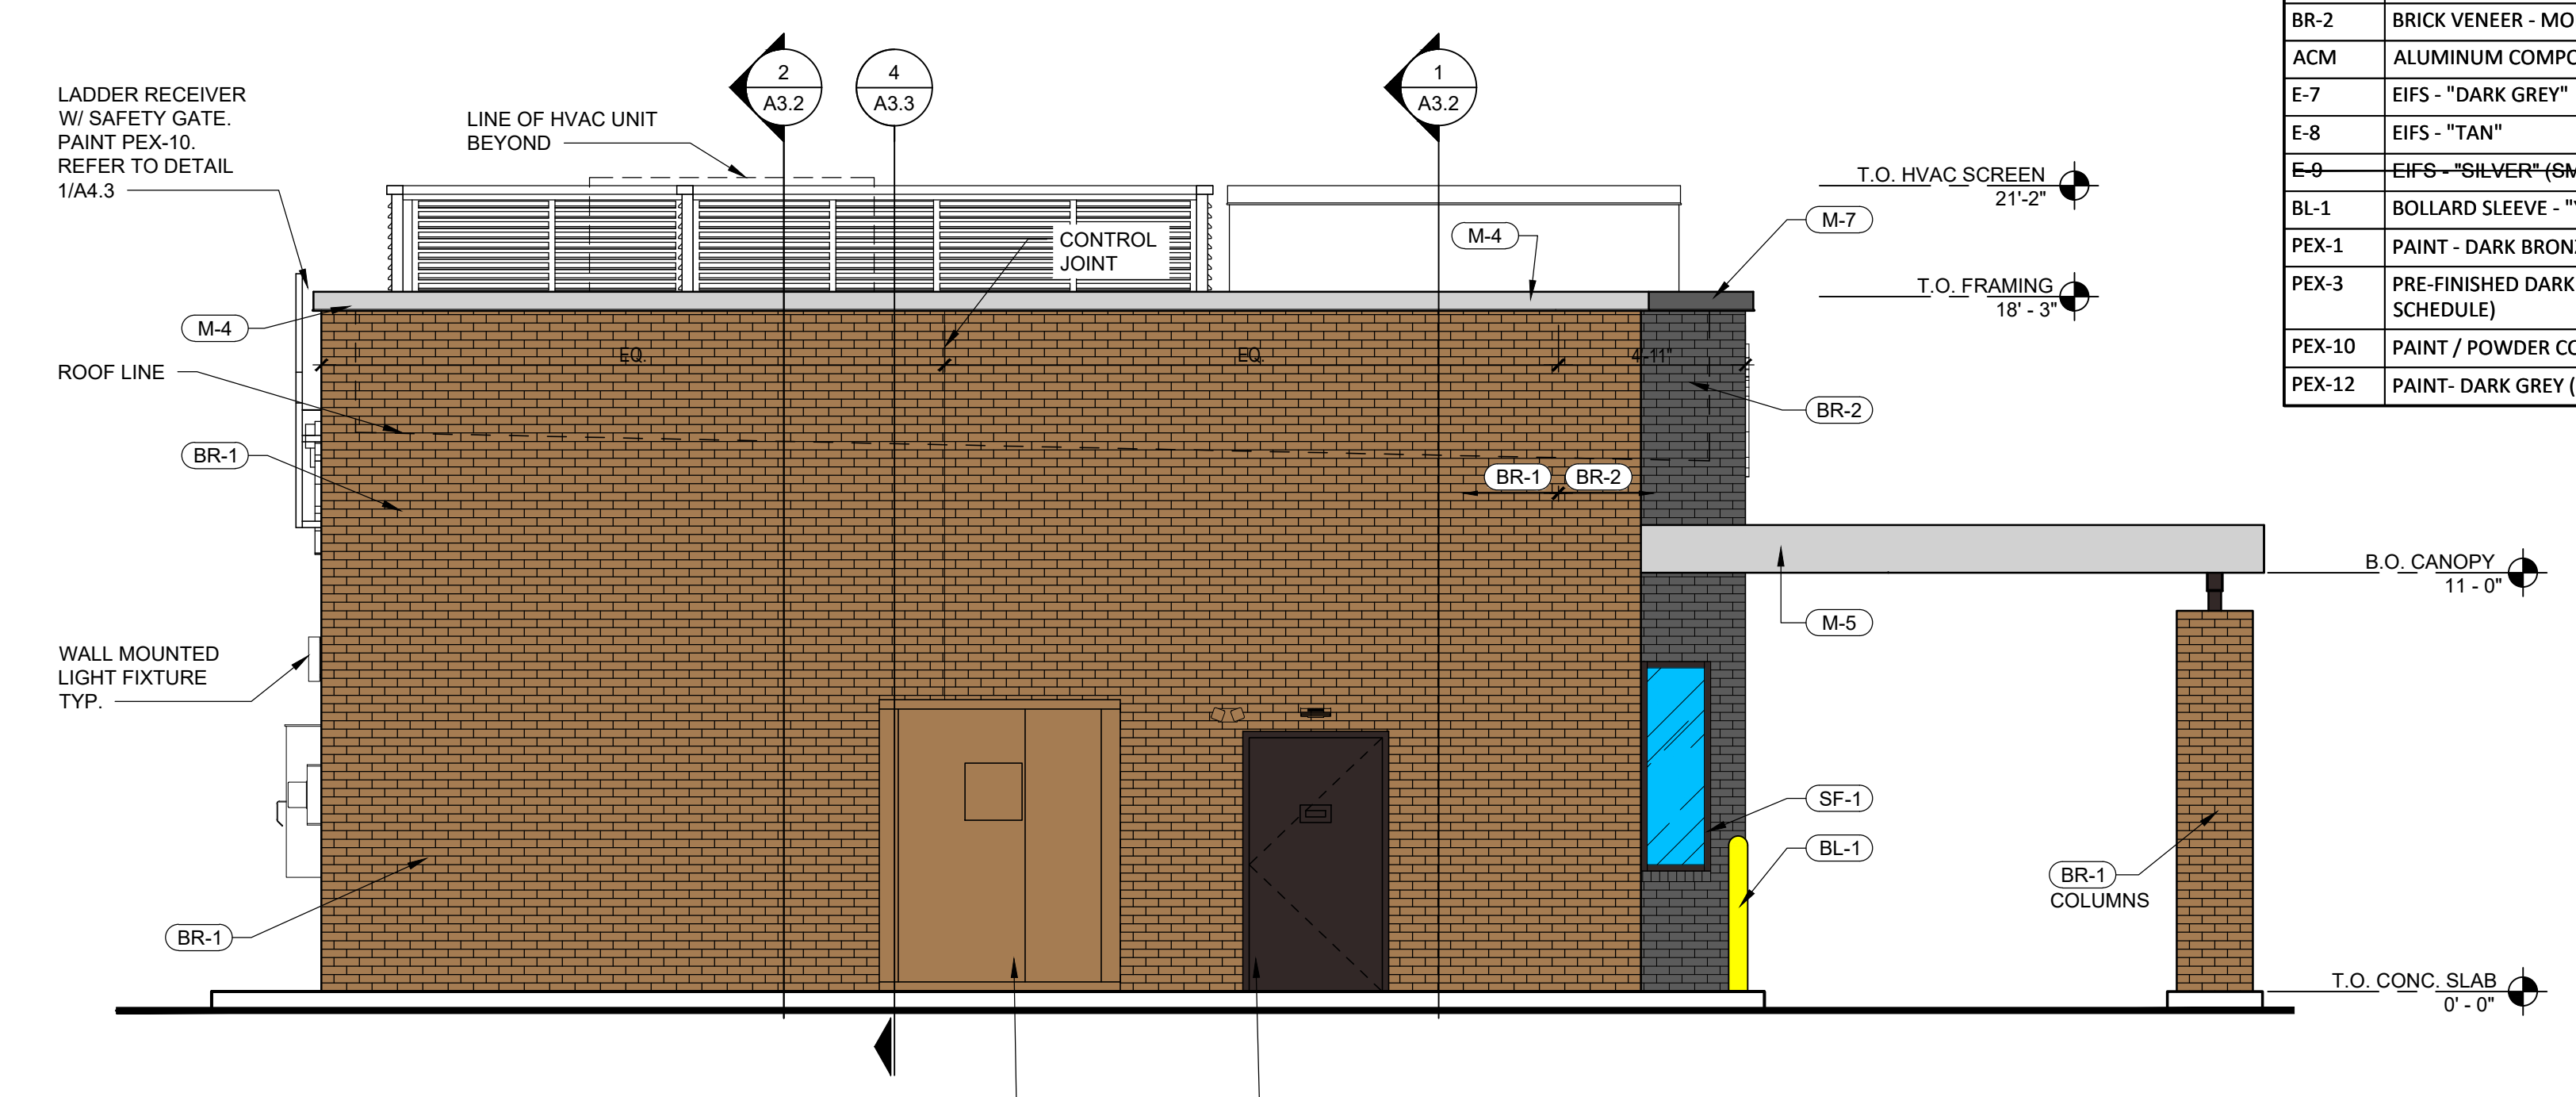 2
A3.2
4
A3.3
1
A3.2
LADDER RECEIVER
W/ SAFETY GATE.
PAINT PEX-10.
REFER TO DETAIL
1/A4.3
LINE OF HVAC UNIT
BEYOND
CONTROL
JOINT
M-4
T.O. HVAC SCREEN
21'-2"
M-7
T.O. FRAMING
18' - 3"
M-4
ROOF LINE
EQ.
EQ.
4'-11"
BR-2
BR-1
BR-1
BR-2
B.O. CANOPY
11 - 0"
M-5
WALL MOUNTED
LIGHT FIXTURE
TYP.
SF-1
BL-1
BR-1
COLUMNS
BR-1
T.O. CONC. SLAB
0' - 0"
BR-2 BRICK VENEER - MO
ACM ALUMINUM COMPO
E-7 EIFS - "DARK GREY"
E-8 EIFS - "TAN"
E-9 EIFS - "SILVER" (SM
BL-1 BOLLARD SLEEVE - "Y
PEX-1 PAINT - DARK BRONZ
PEX-3 PRE-FINISHED DARK
SCHEDULE)
PEX-10 PAINT / POWDER CO
PEX-12 PAINT- DARK GREY (